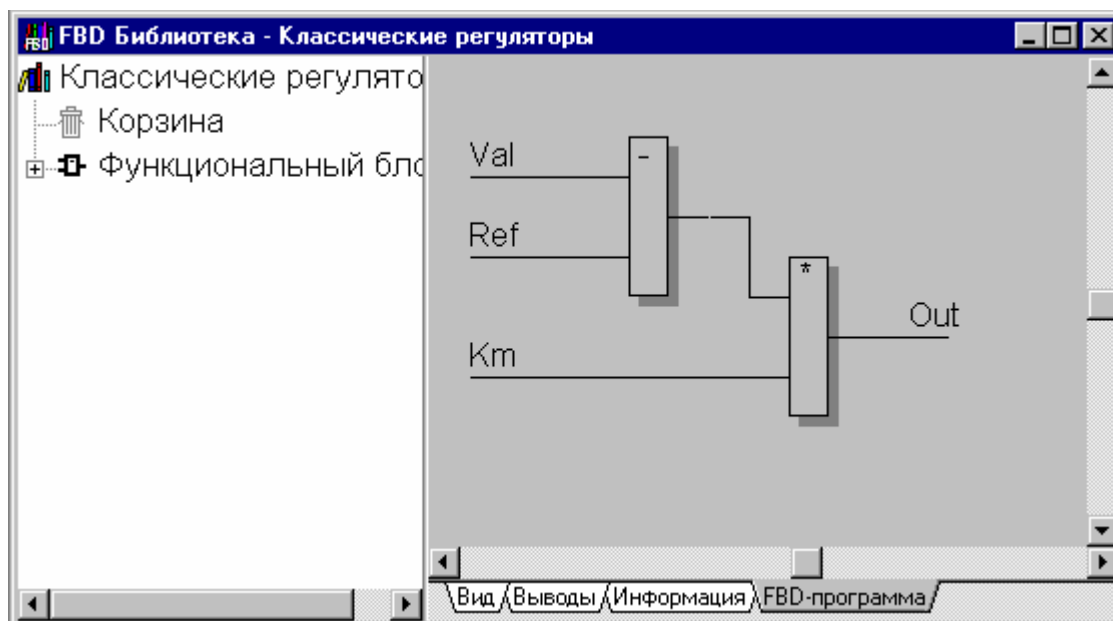 FBD Библиотека - Классические регуляторы
Классические регулято
Корзина
Функциональный бло
Val
-
Ref
*
Out
Km
Вид Выводы Информация FBD-программа